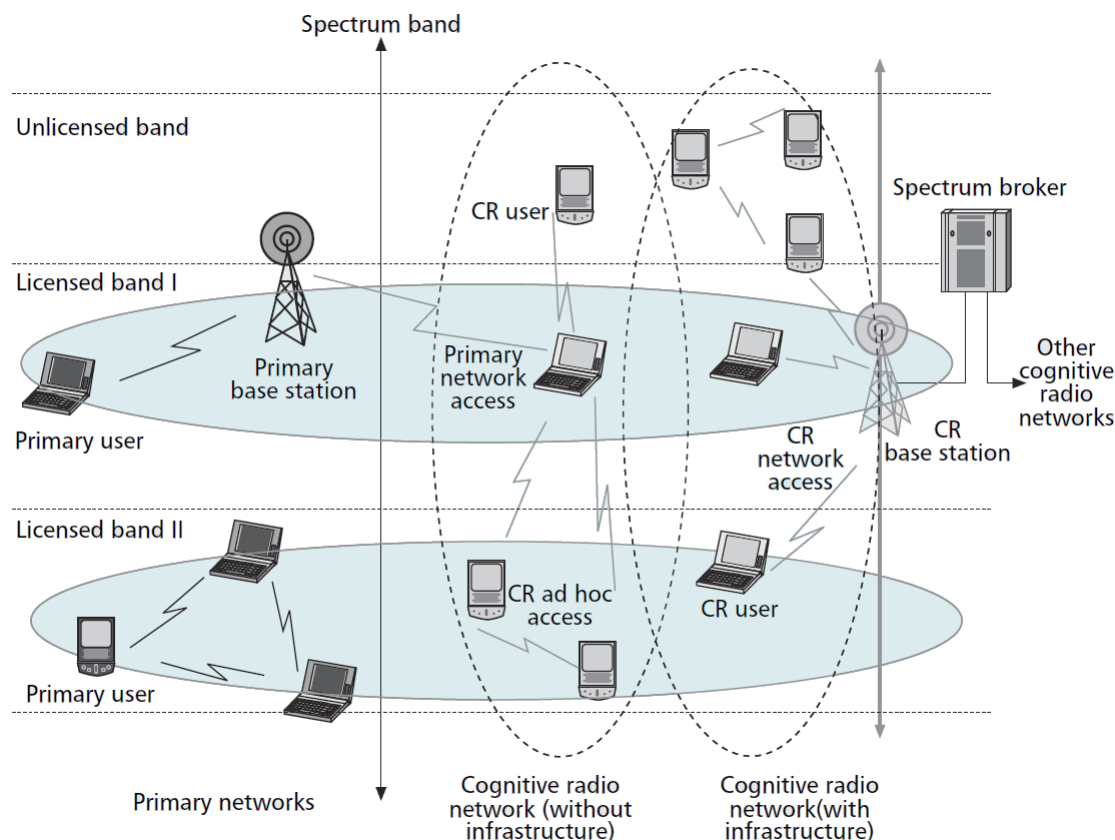 Spectrum band
Unlicensed band
CR user
Spectrum broker
Licensed band I
Primary
base station
Primary
network
access
Primary user
Other
cognitive
radio
networks
CR
network
access
CR
base station
Licensed band II
CR ad hoc
access
CR user
Primary user
Primary networks
Cognitive radio
network (without
infrastructure)
Cognitive radio
network(with
infrastructure)